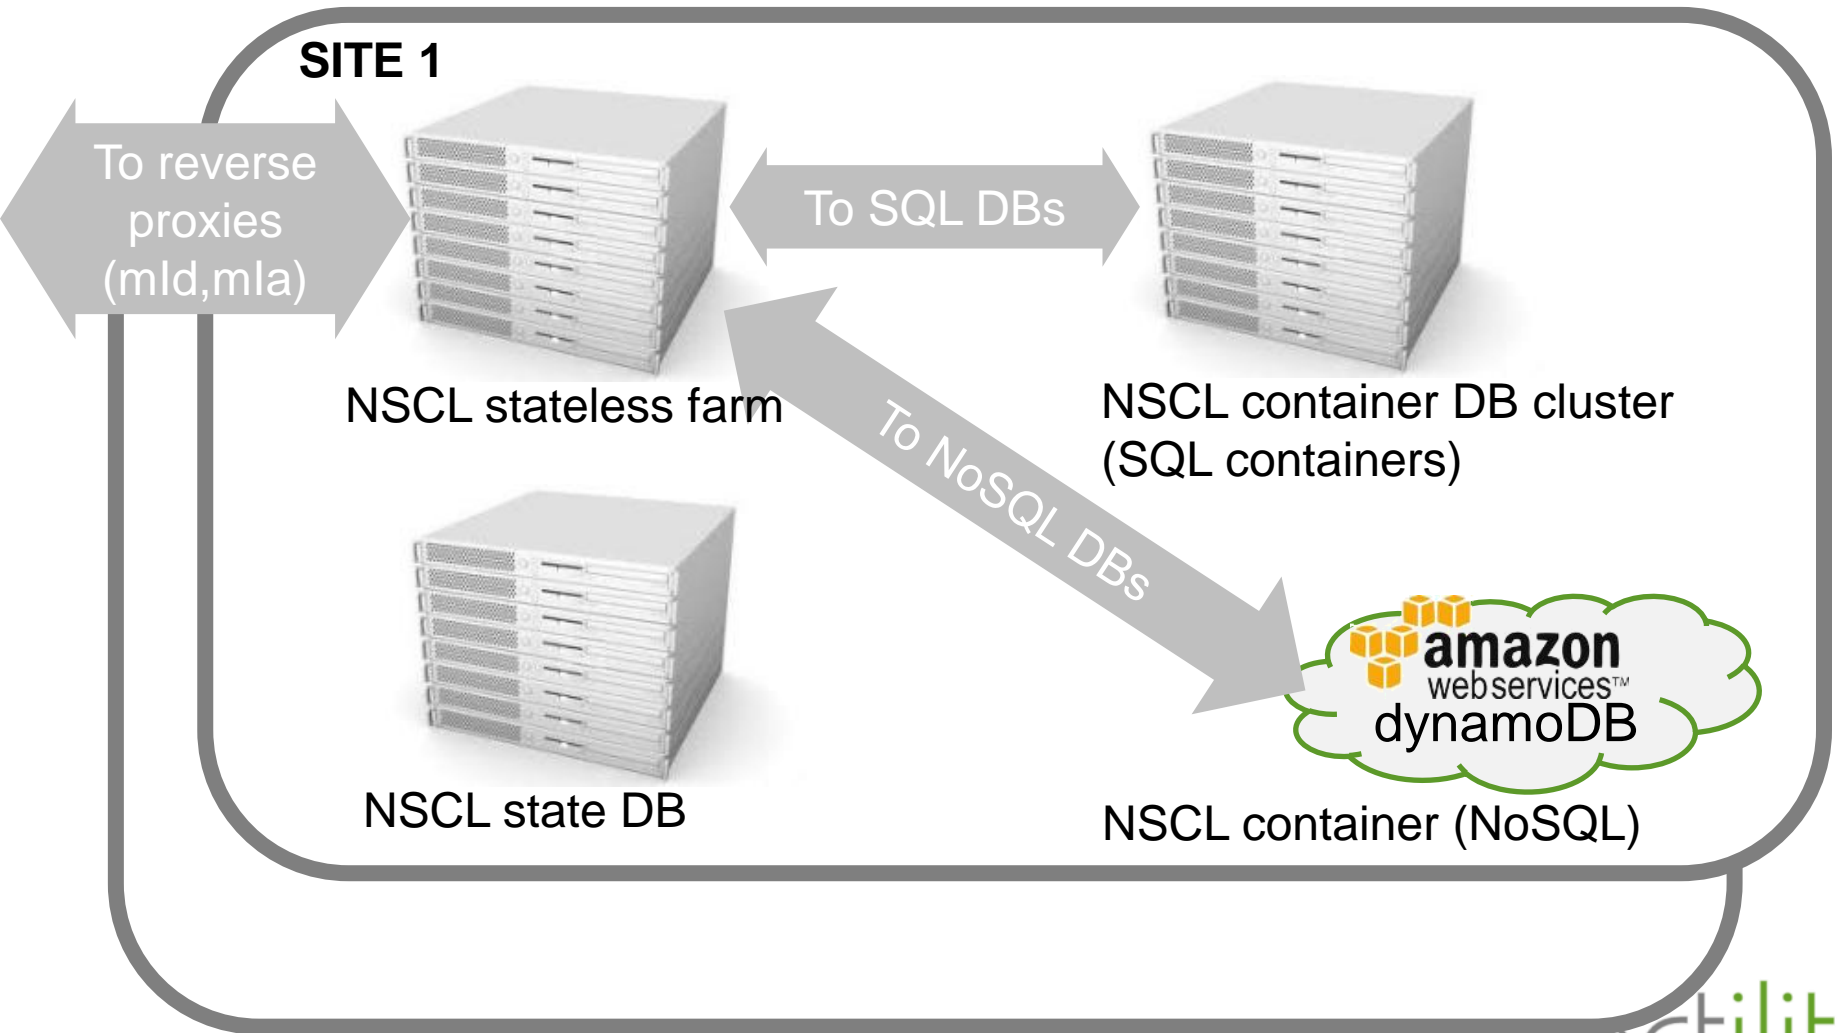 SITE 1
To reverse
proxies
(mId,mIa)
To SQL DBs
NSCL stateless farm
NSCL container DB cluster
(SQL containers)
To NoSQL DBs
amazon
webservices™
dynamoDB
NSCL state DB
NSCL container (NoSQL)